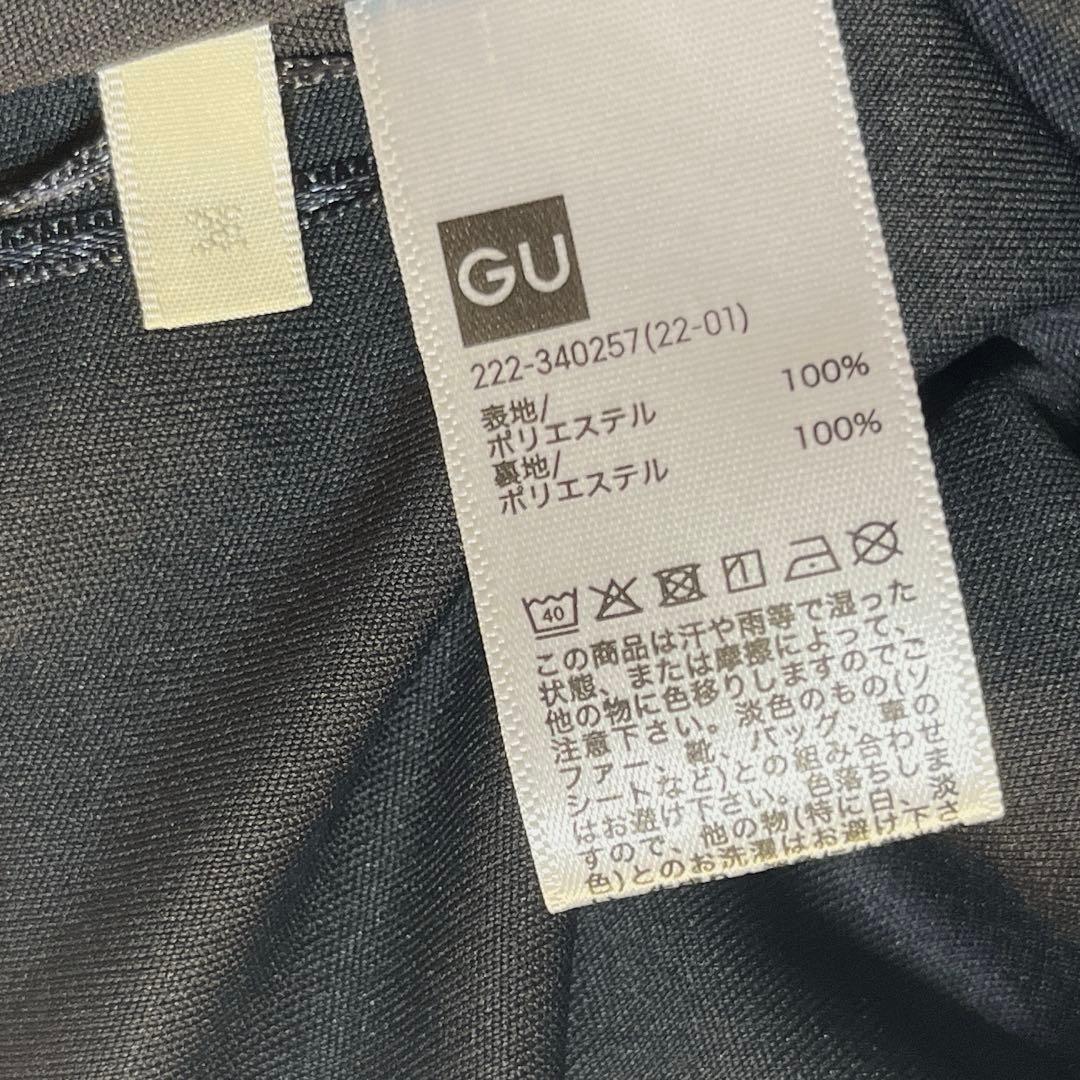 GU
222-340257(22-01)
表地/
ポリエステル 100%
裏地/
ポリエステル 100%
40
この商品は汗や雨等で湿った
状態、または摩擦によって、
他の物に色移りしますのでご
注意下さい。淡色のもの(ソ
ファー、靴、バッグ、車の
シートなど)との組み合わせ
はお避け下さい。色落ちしま
すので、他の物(特に白、淡
色)とのお洗濯はお避け下さ